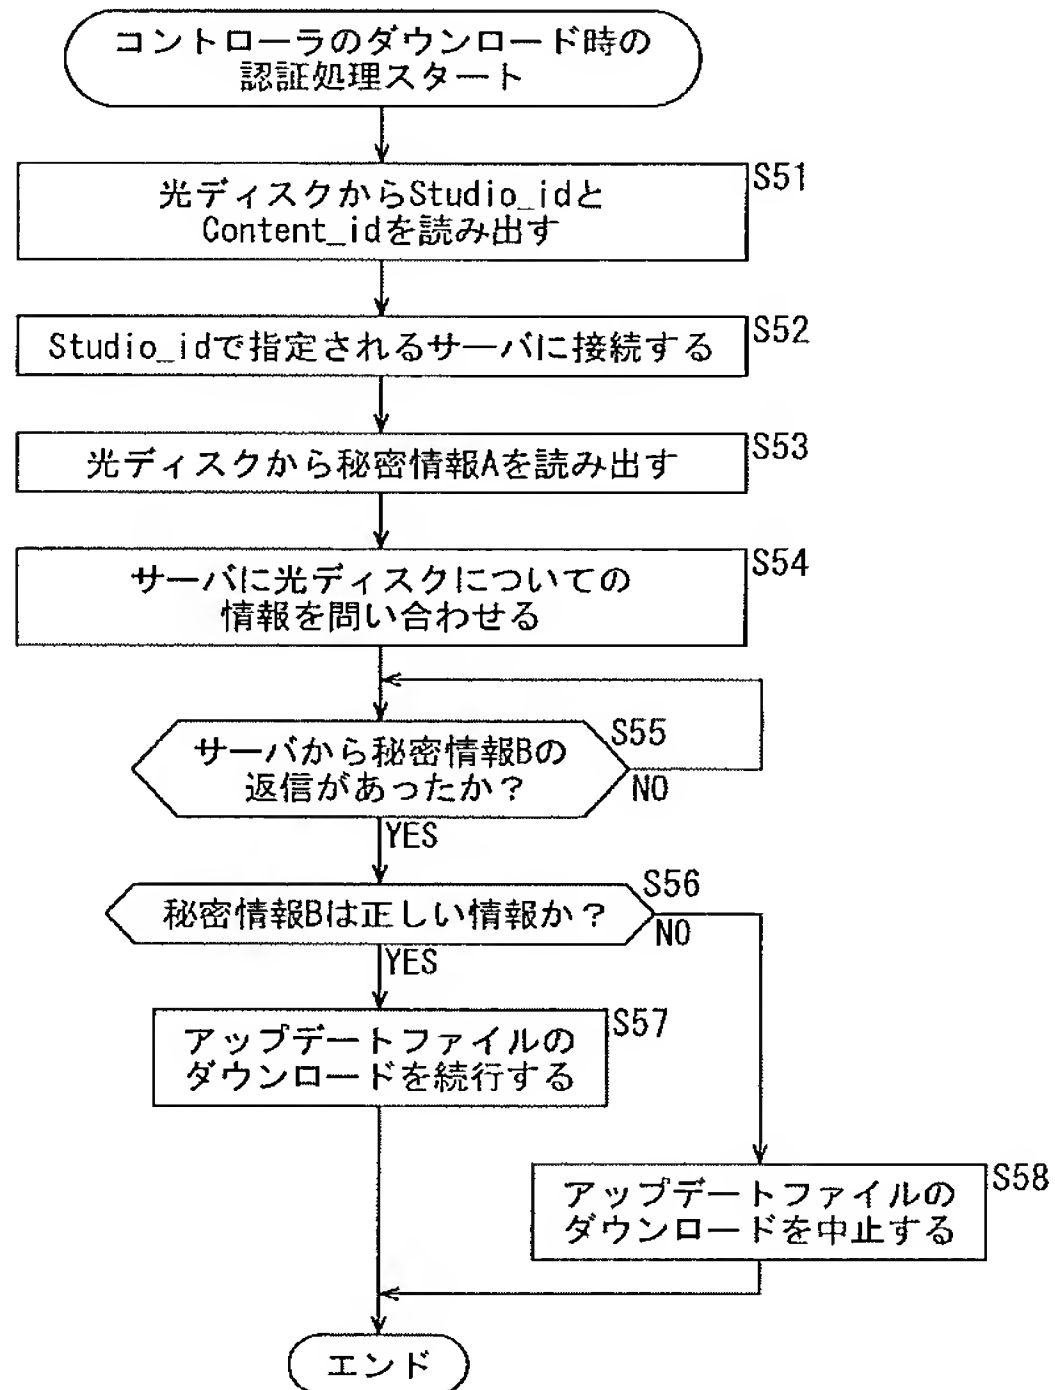 コントローラのダウンロード時の
認証処理スタート
S51
光ディスクからStudio_idと
Content_idを読み出す
S52
Studio_idで指定されるサーバに接続する
S53
光ディスクから秘密情報Aを読み出す
S54
サーバに光ディスクについての
情報を問い合わせる
S55
サーバから秘密情報Bの
返信があったか?
NO
YES
S56
秘密情報Bは正しい情報か?
NO
YES
S57
アップデートファイルの
ダウンロードを続行する
S58
アップデートファイルの
ダウンロードを中止する
エンド